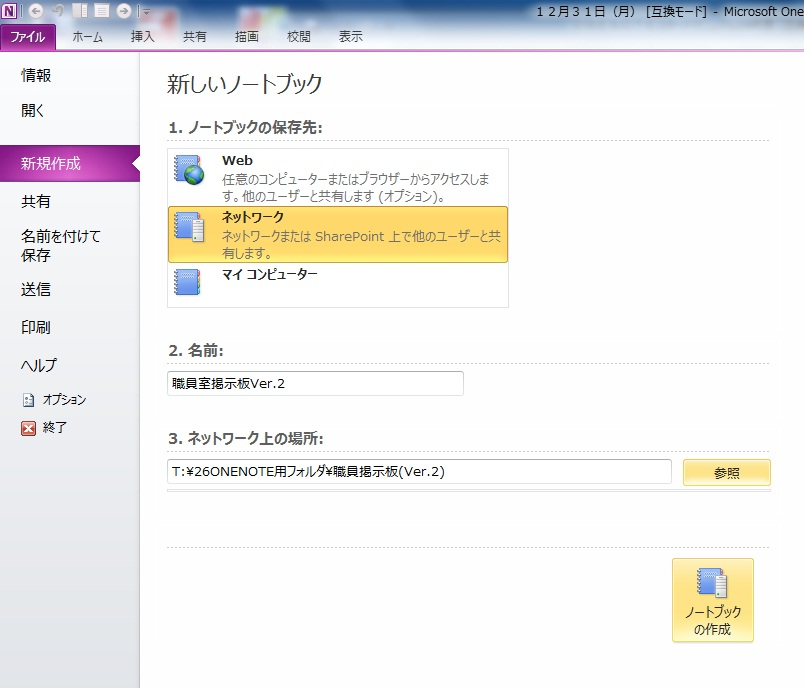 １２月３１日（月） [互換モード] - Microsoft One
ファイル ホーム 挿入 共有 描画 校閲 表示
情報
開く
新規作成
共有
名前を付けて
保存
送信
印刷
ヘルプ
オプション
終了
新しいノートブック
1. ノートブックの保存先:
Web
任意のコンピューターまたはブラウザーからアクセスしま
す。他のユーザーと共有します (オプション)。
ネットワーク
ネットワークまたは SharePoint 上で他のユーザーと共
有します。
マイ コンピューター
2. 名前:
職員室掲示板Ver.2
3. ネットワーク上の場所:
T:¥26ONENOTE用フォルダ¥職員掲示板(Ver.2)
参照
ノートブック
の作成